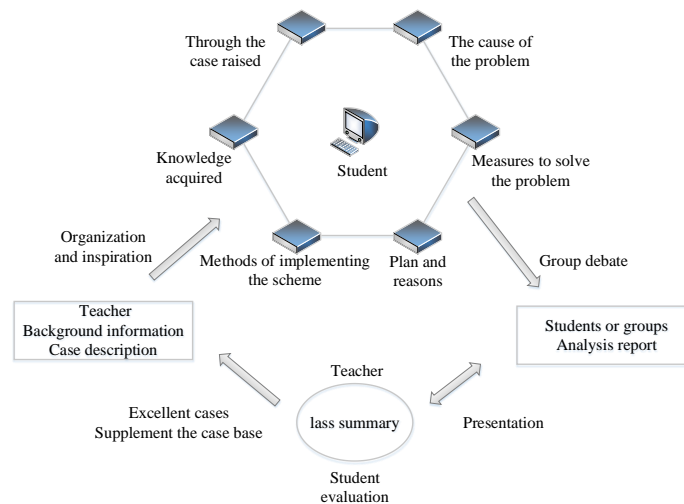 Through the
case raised
The cause of
the problem
Knowledge
acquired
Student
Measures to solve
the problem
Organization
and inspiration
Methods of implementing
the scheme
Plan and
reasons
Group debate
Teacher
Background information
Case description
Students or groups
Analysis report
Teacher
Excellent cases
Supplement the case base
lass summary
Presentation
Student
evaluation